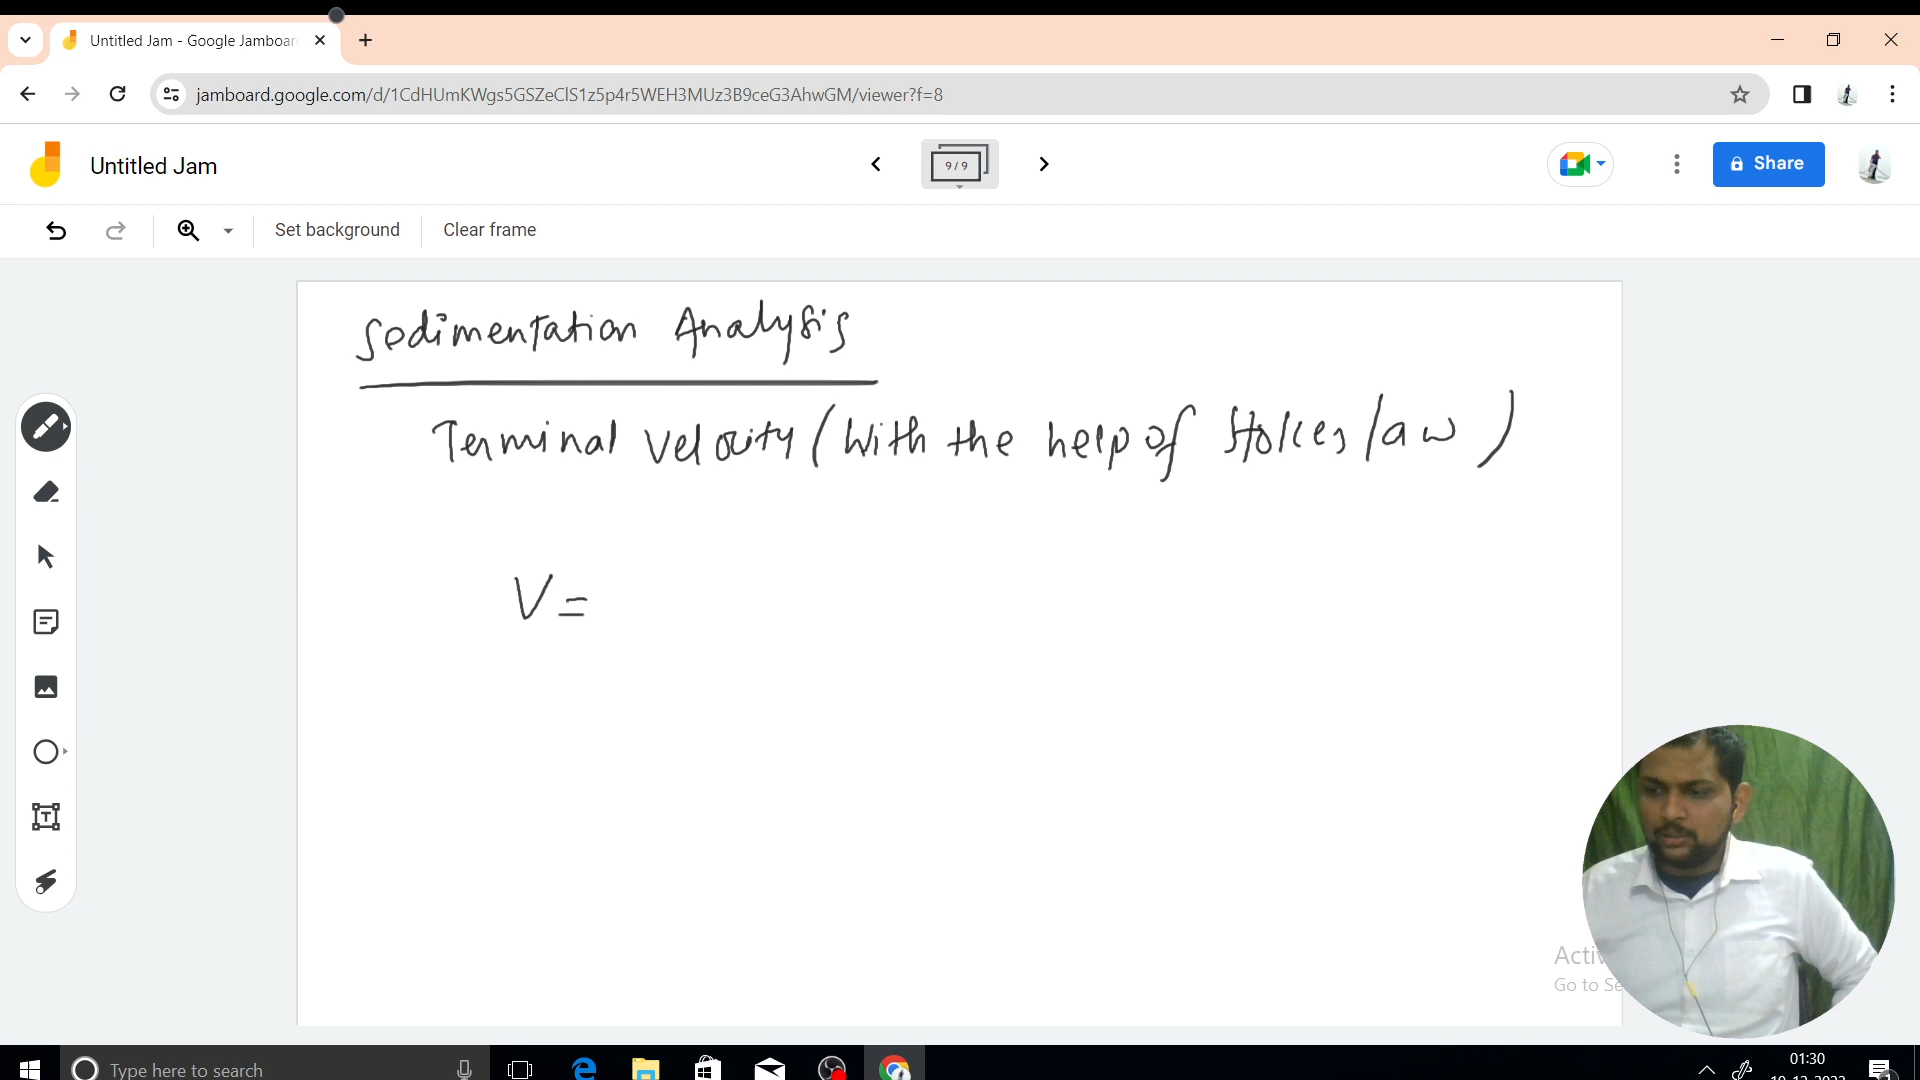 Untitled Jam - Google Jamboar
jamboard.google.com/d/1CdHUmKWgs5GSZeClS1z5p4r5WEH3MUz3B9ceG3AhwGM/viewer?f=8
Untitled Jam
9 / 9
Share
Set background
Clear frame
Sedimentation Analysis
Terminal velocity (With the help of Stokes law)
V =
Go to Se
Type here to search
01:30